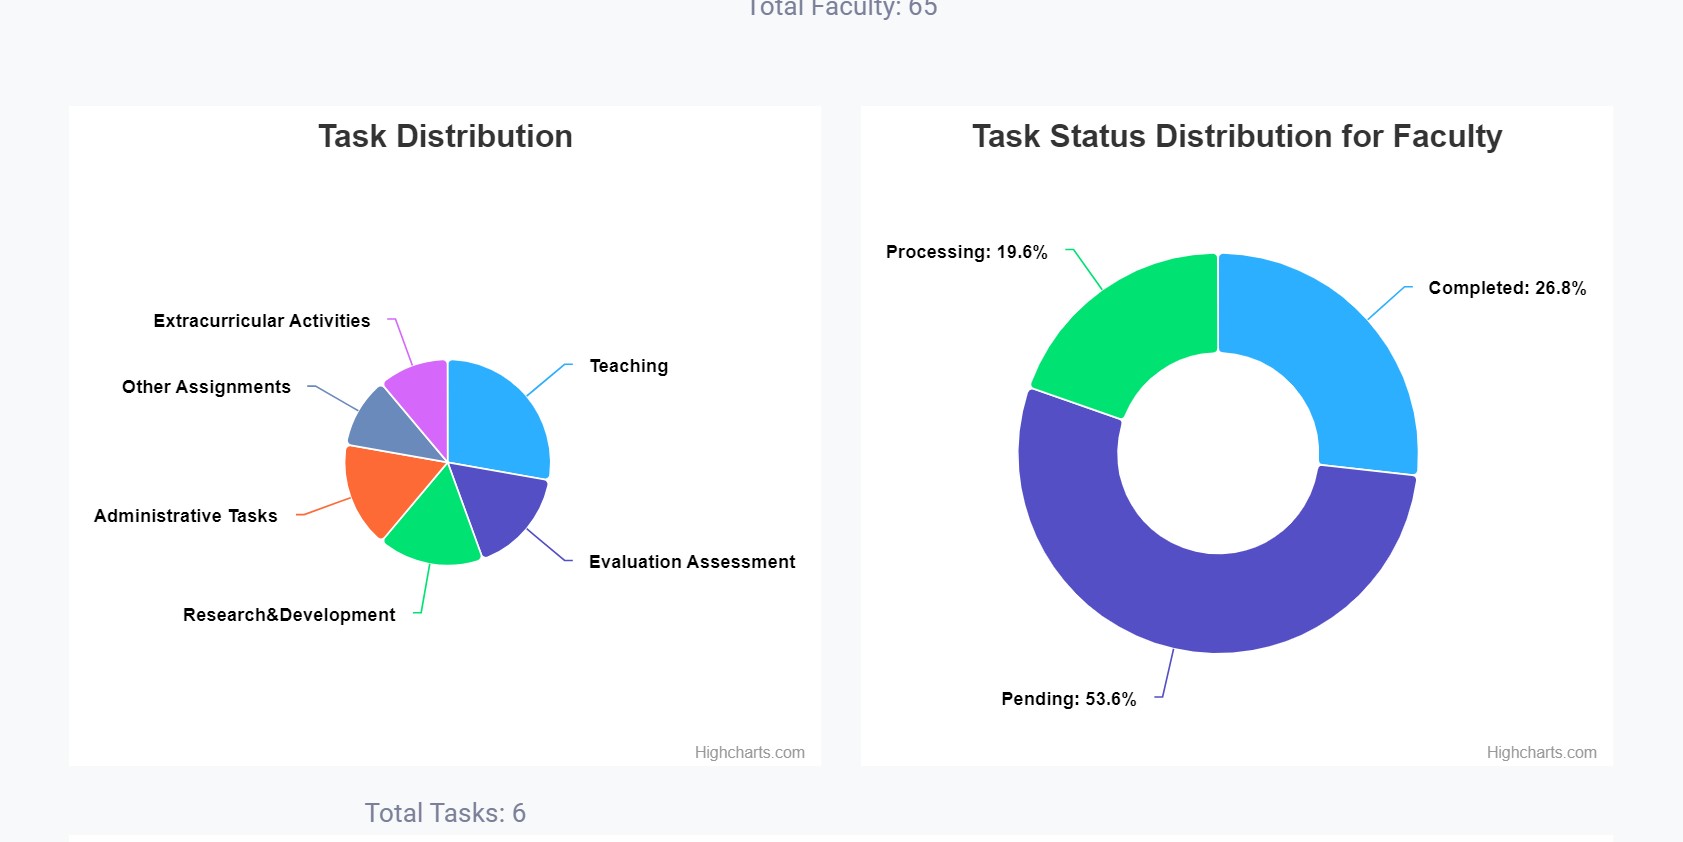 Total Faculty: 65
Task Distribution
Extracurricular Activities
Teaching
Other Assignments
Administrative Tasks
Evaluation Assessment
Research&Development
Highcharts.com
Task Status Distribution for Faculty
Processing: 19.6%
Completed: 26.8%
Pending: 53.6%
Highcharts.com
Total Tasks: 6